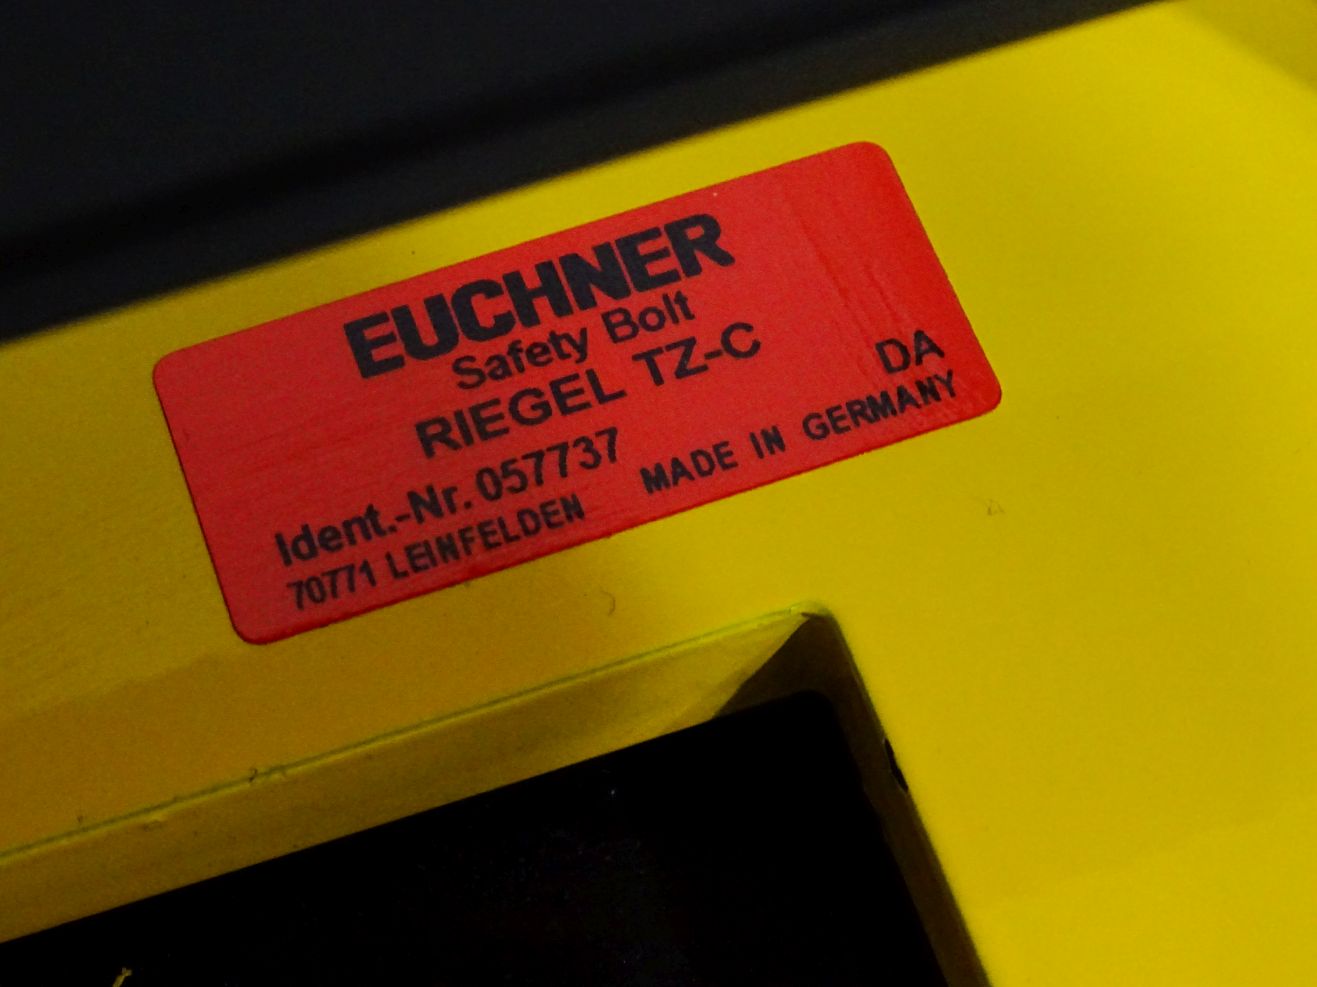 EUCHNER
Safety Bolt
RIEGEL TZ-C
DA
Ident.-Nr. 057737
70771 LEINFELDEN MADE IN GERMANY